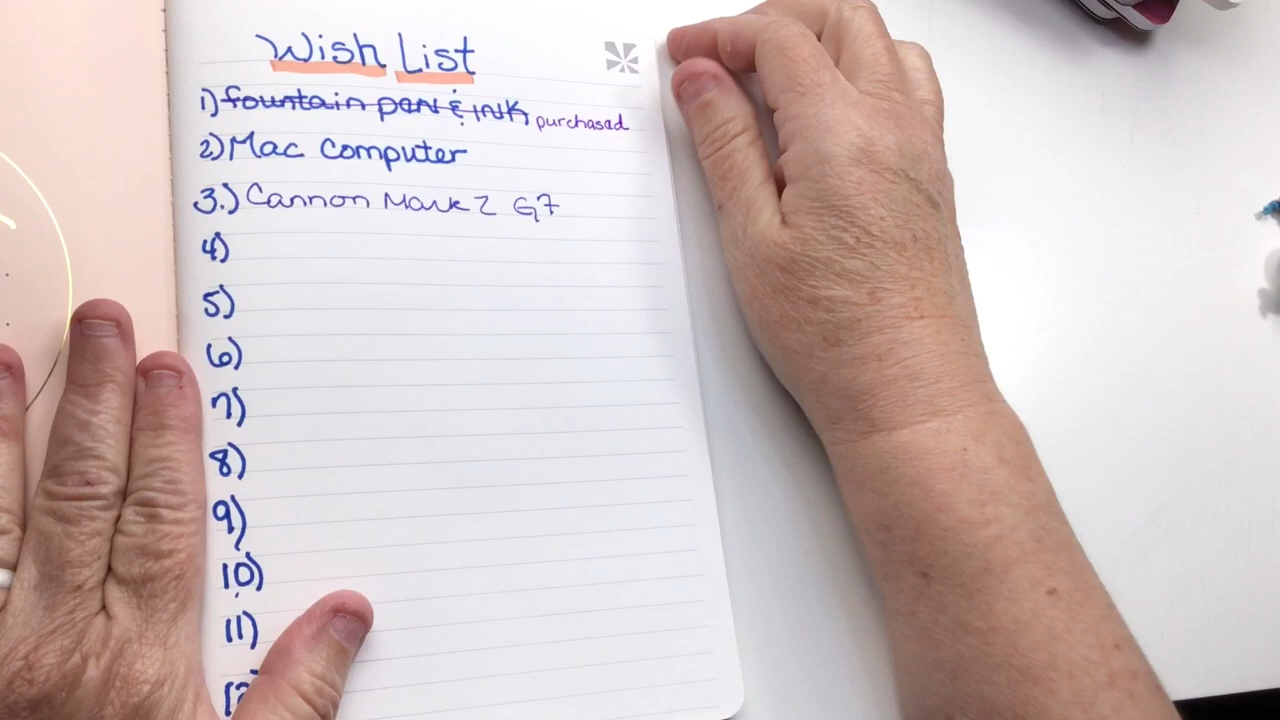 Wish List
1) fountain pen & ink purchased
2) Mac Computer
3.) Cannon Mark 2 G7
4)
5)
6)
7)
8)
9)
10)
11)
12